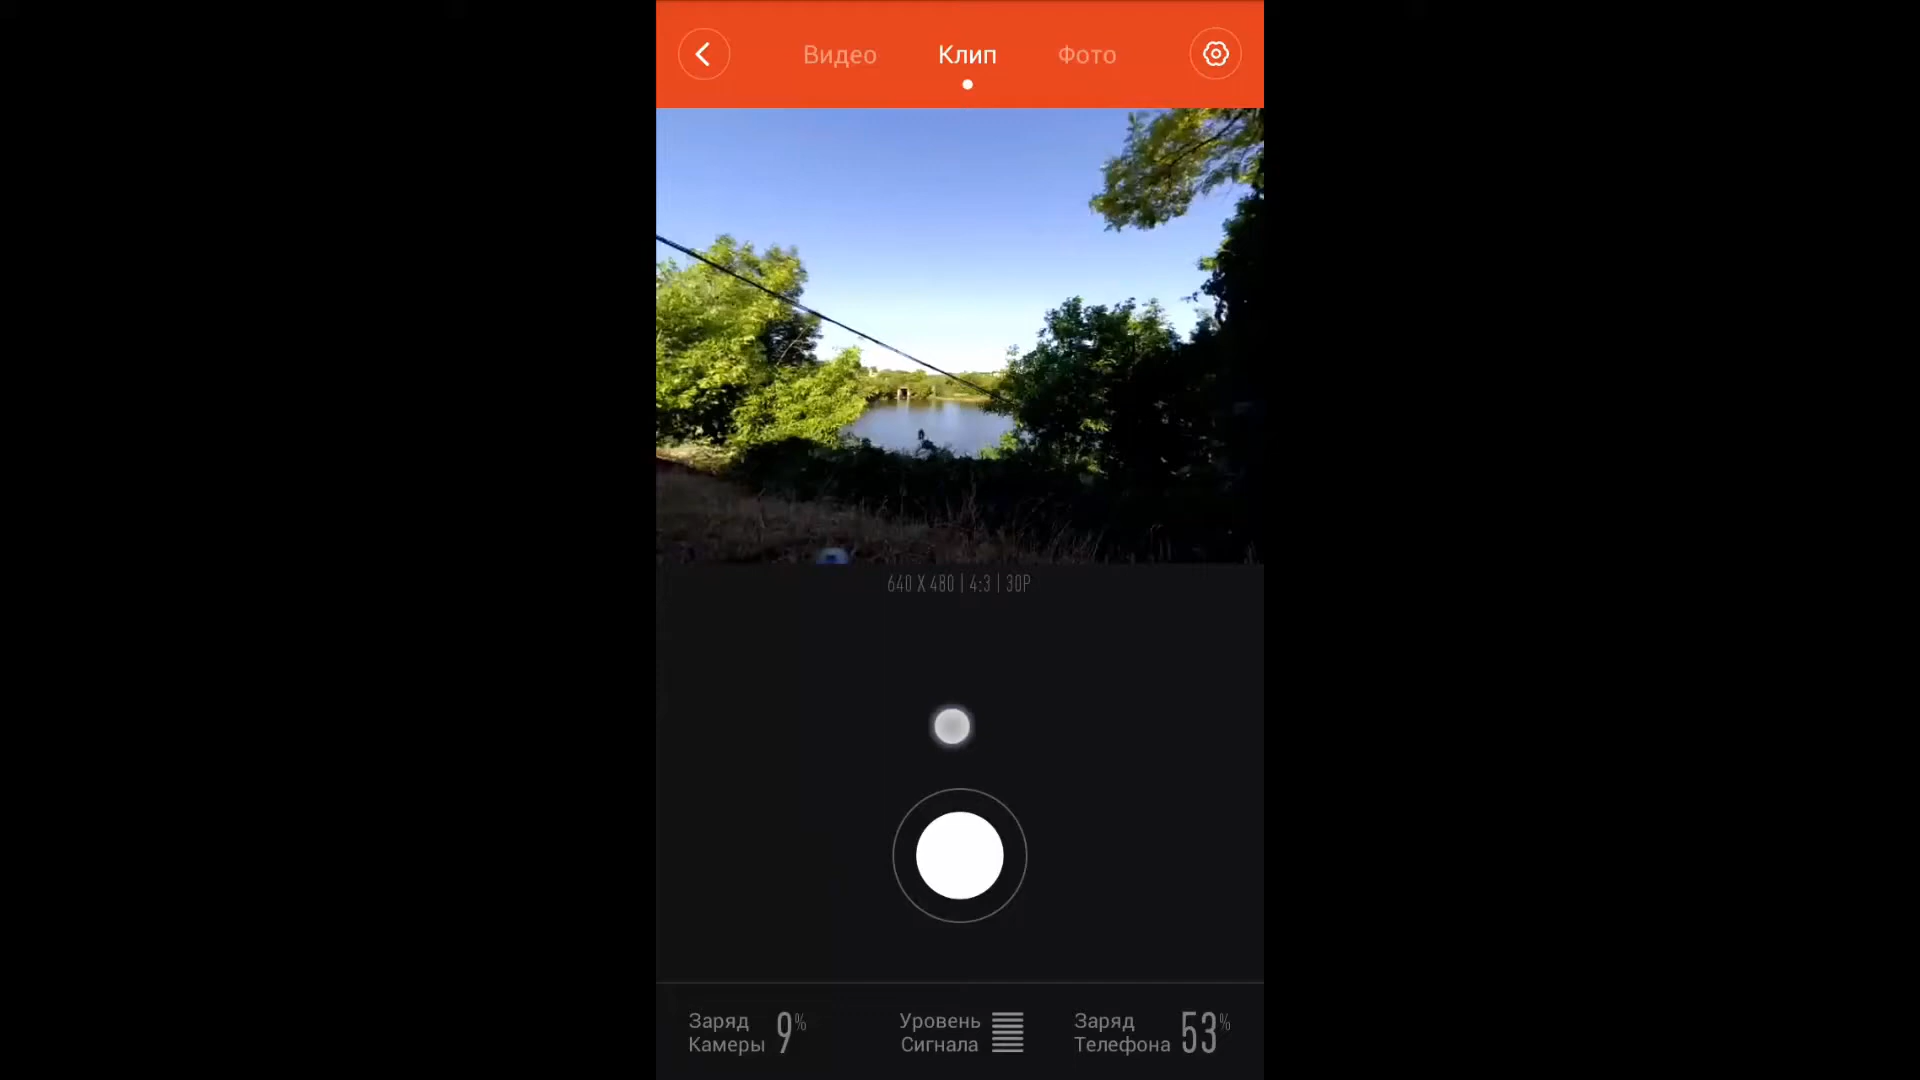 Видео Клип Фото
640 X 480 | 4:3 | 30P
Заряд Камеры 9%
Уровень Сигнала
Заряд Телефона 53%